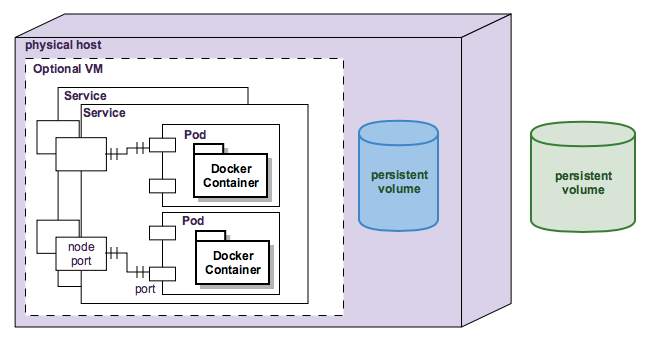 physical host
Optional VM
Service
Service
Pod
Docker
Container
persistent
volume
persistent
volume
Pod
node
port
Docker
Container
port